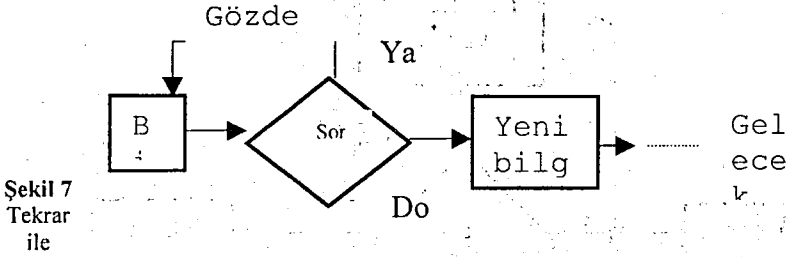 Gözde
Ya
B
Sor
Yeni
bilg
Gel
ece
k
Do
Şekil 7
Tekrar
ile